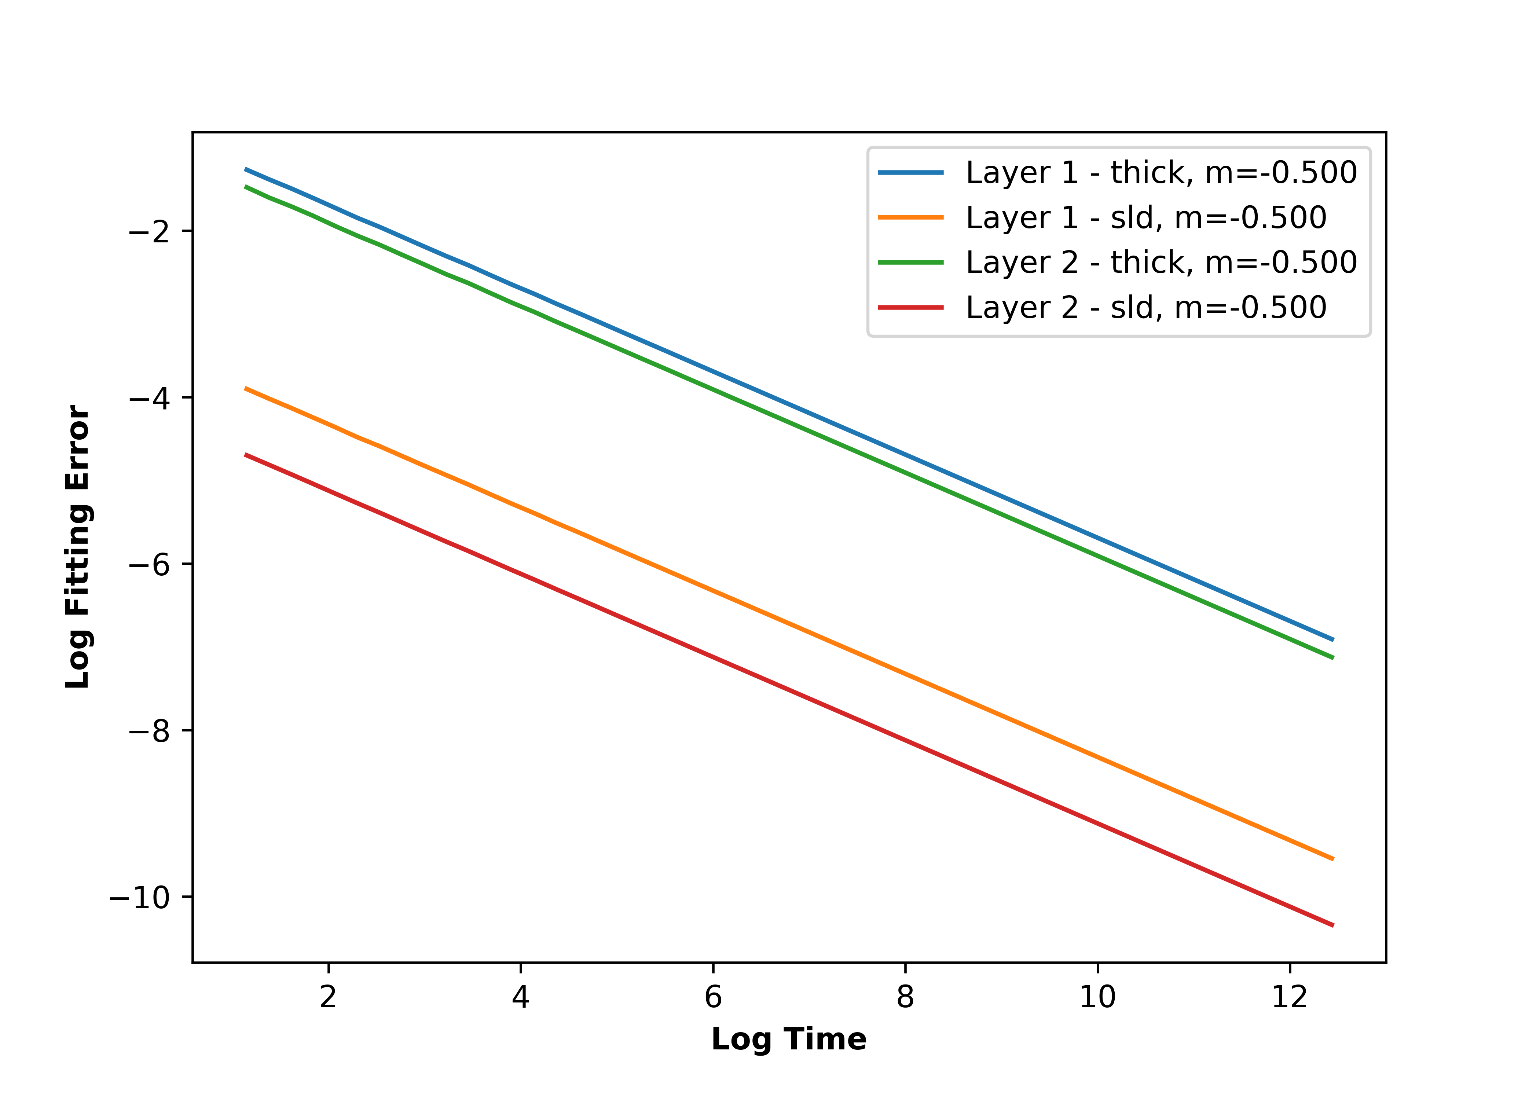 Layer 1 - thick, m=-0.500
Layer 1 - sld, m=-0.500
Layer 2 - thick, m=-0.500
Layer 2 - sld, m=-0.500
Log Fitting Error
−2
−4
−6
−8
−10
2 4 6 8 10 12
Log Time